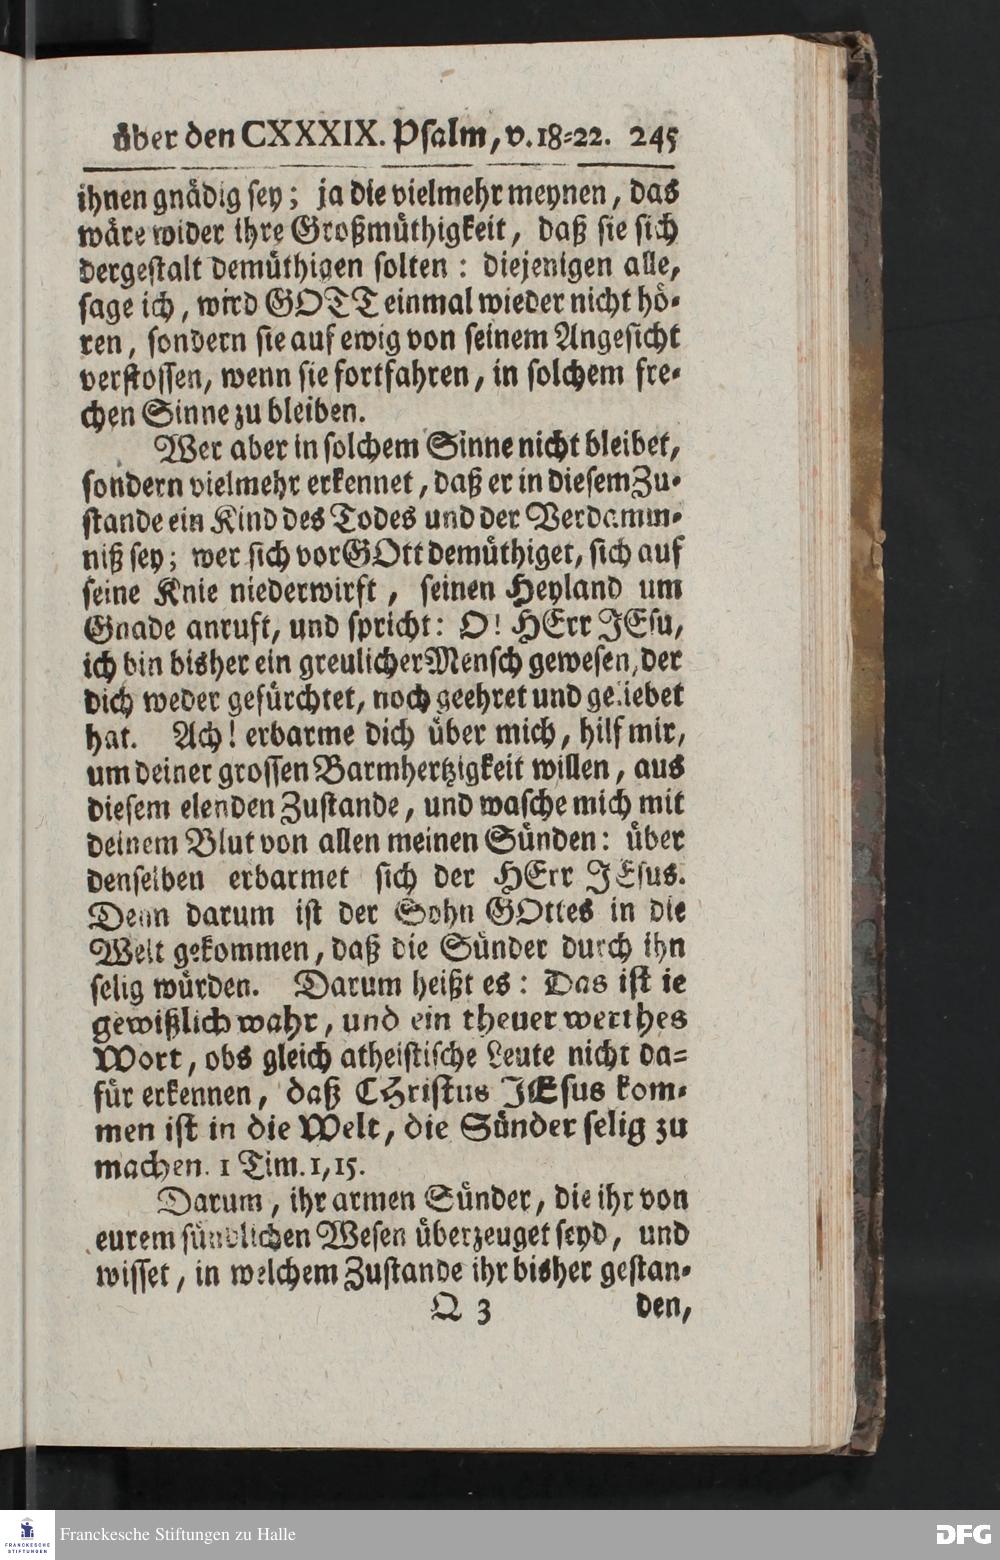 über den CXXXIX. Psalm, v. 18-22. 245
ihnen gnädig sey; ja die vielmehr meynen, das
wäre wider ihre Großmüthigkeit, daß sie sich
dergestalt demüthigen solten: diejenigen alle,
sage ich, wird GOTT einmal wieder nicht hö-
ren, sondern sie auf ewig von seinem Angesicht
verstossen, wenn sie fortfahren, in solchem fre-
chen Sinne zu bleiben.
Wer aber in solchem Sinne nicht bleibet,
sondern vielmehr erkennet, daß er in diesem Zu-
stande ein Kind des Todes und der Verdamm-
niß sey; wer sich vor GOtt demüthiget, sich auf
seine Knie niederwirft, seinen Heyland um
Gnade anruft, und spricht: O! HErr JEsu,
ich bin bisher ein greulicher Mensch gewesen, der
dich weder gefürchtet, noch geehret und geliebet
hat. Ach! erbarme dich über mich, hilf mir,
um deiner grossen Barmhertzigkeit willen, aus
diesem elenden Zustande, und wasche mich mit
deinem Blut von allen meinen Sünden: über
denselben erbarmet sich der HErr JEsus.
Denn darum ist der Sohn GOttes in die
Welt gekommen, daß die Sünder durch ihn
selig würden. Darum heißt es: Das ist ie
gewißlich wahr, und ein theuer werthes
Wort, obs gleich atheistische Leute nicht da-
für erkennen, daß CHristus JEsus kom-
men ist in die Welt, die Sünder selig zu
machen. 1 Tim. 1, 15.
Darum, ihr armen Sünder, die ihr von
eurem sündlichen Wesen überzeuget seyd, und
wisset, in welchem Zustande ihr bisher gestan-
Q 3 den,
FRANCKESCHE
STIFTUNGEN
Franckesche Stiftungen zu Halle
DFG